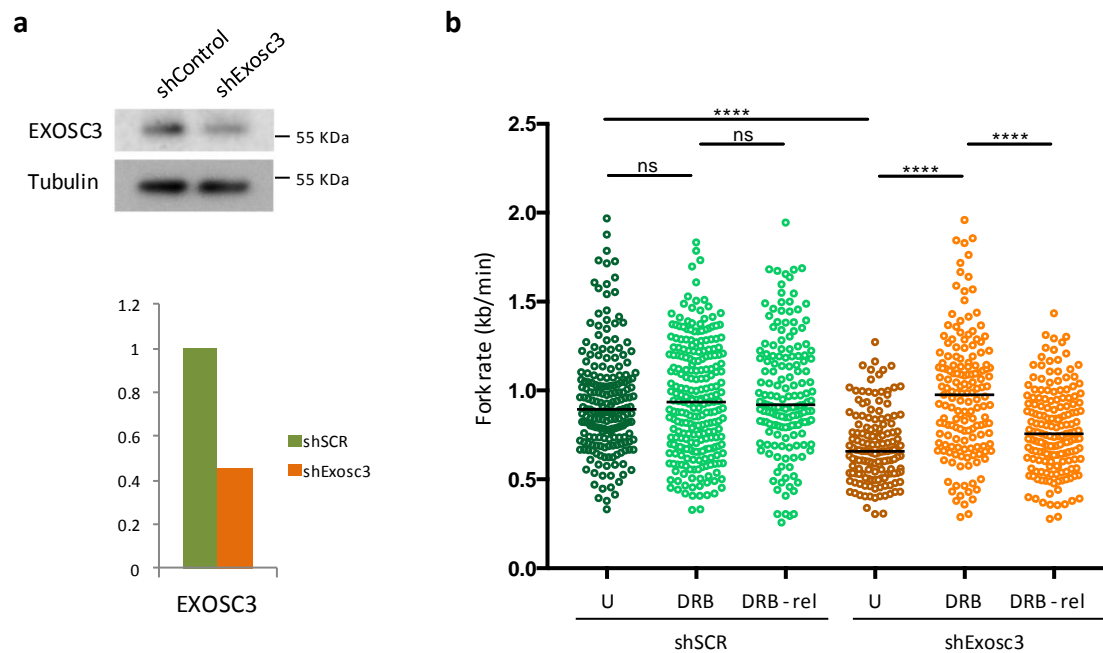 a
shControl
shExosc3
EXOSC3
55 KDa
Tubulin
55 KDa
1.2
1
0.8
0.6
0.4
0.2
0
EXOSC3
shSCR
shExosc3
b
Fork rate (kb/min)
2.5
2.0
1.5
1.0
0.5
0.0
****
ns
ns
****
****
U DRB DRB - rel U DRB DRB - rel
shSCR shExosc3